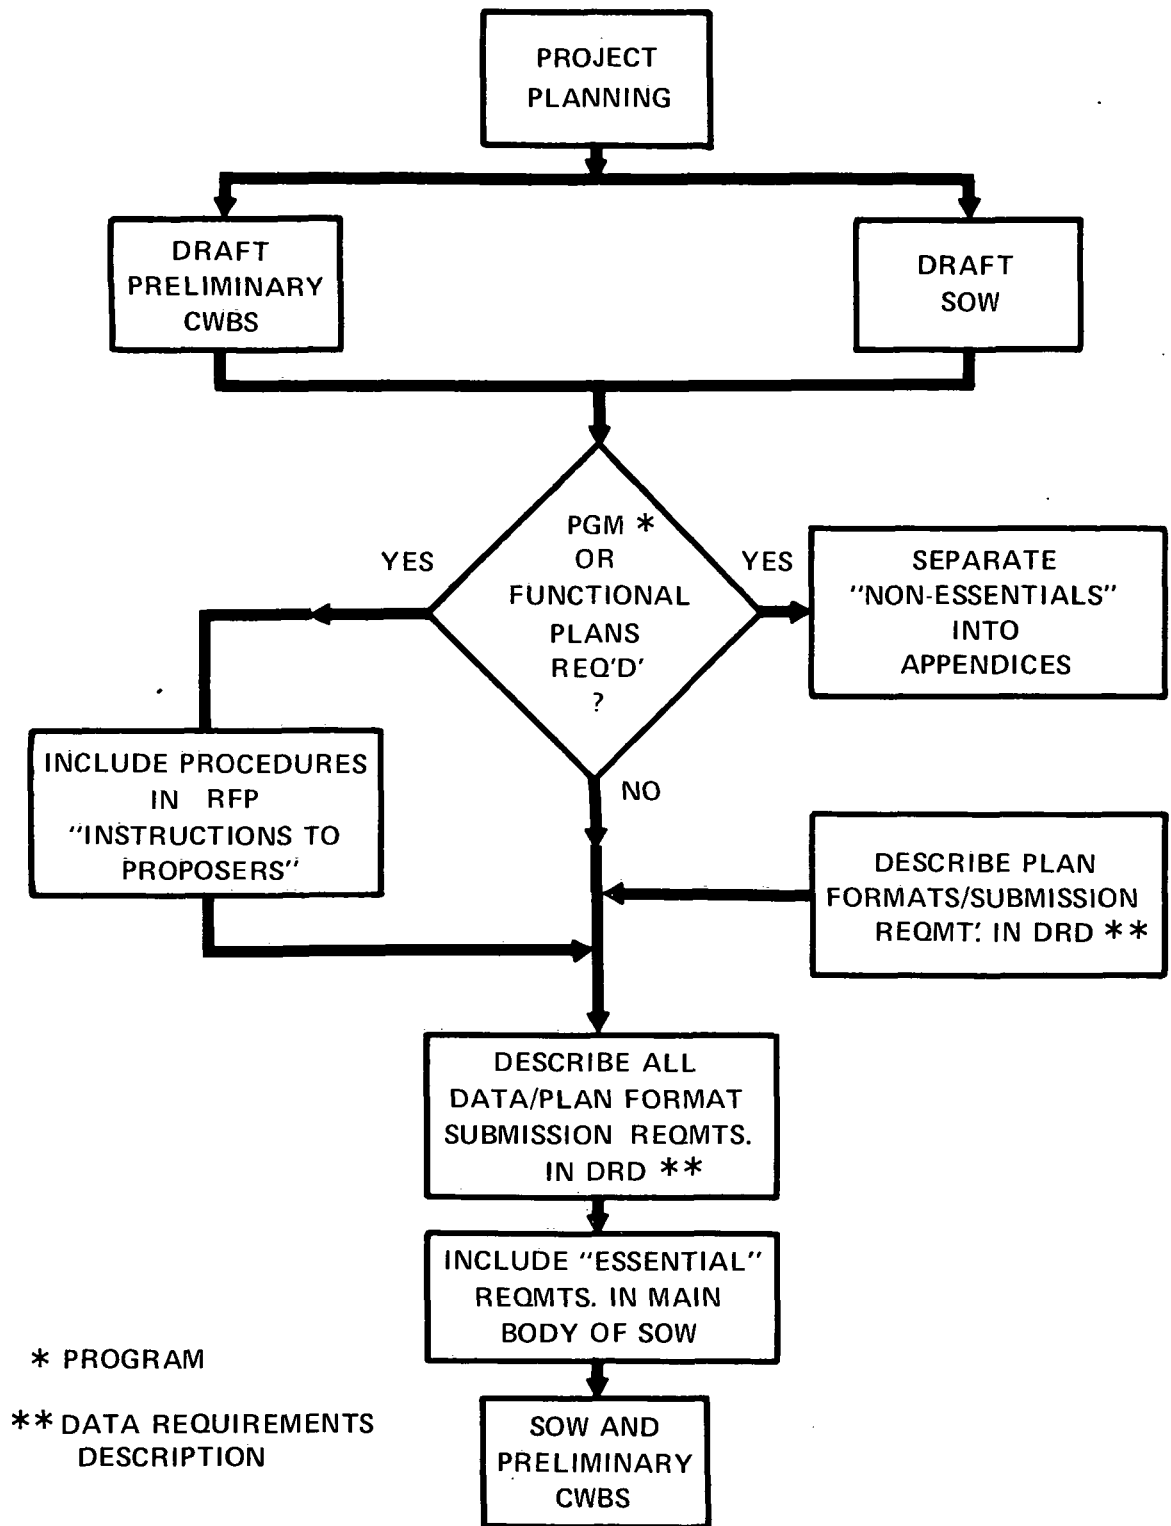 PROJECT
PLANNING
DRAFT
PRELIMINARY
CWBS
DRAFT
SOW
PGM *
OR
FUNCTIONAL
PLANS
REQ'D'
?
YES
YES
NO
SEPARATE
"NON-ESSENTIALS"
INTO
APPENDICES
INCLUDE PROCEDURES
IN RFP
"INSTRUCTIONS TO
PROPOSERS"
DESCRIBE PLAN
FORMATS/SUBMISSION
REQMT'. IN DRD **
DESCRIBE ALL
DATA/PLAN FORMAT
SUBMISSION REQMTS.
IN DRD **
INCLUDE "ESSENTIAL"
REQMTS. IN MAIN
BODY OF SOW
SOW AND
PRELIMINARY
CWBS
* PROGRAM
** DATA REQUIREMENTS
DESCRIPTION